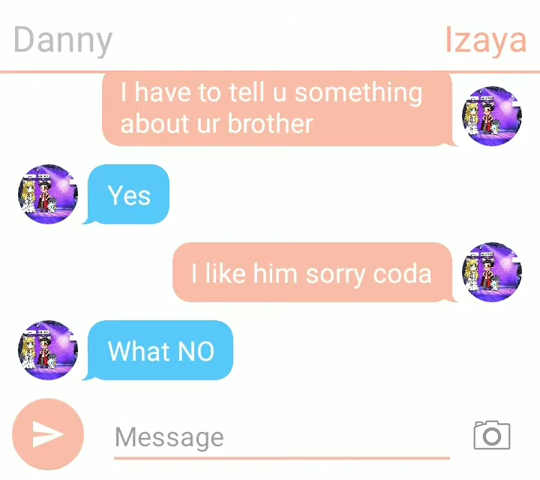 Danny
Izaya
I have to tell u something
about ur brother
Yes
I like him sorry coda
What NO
Message